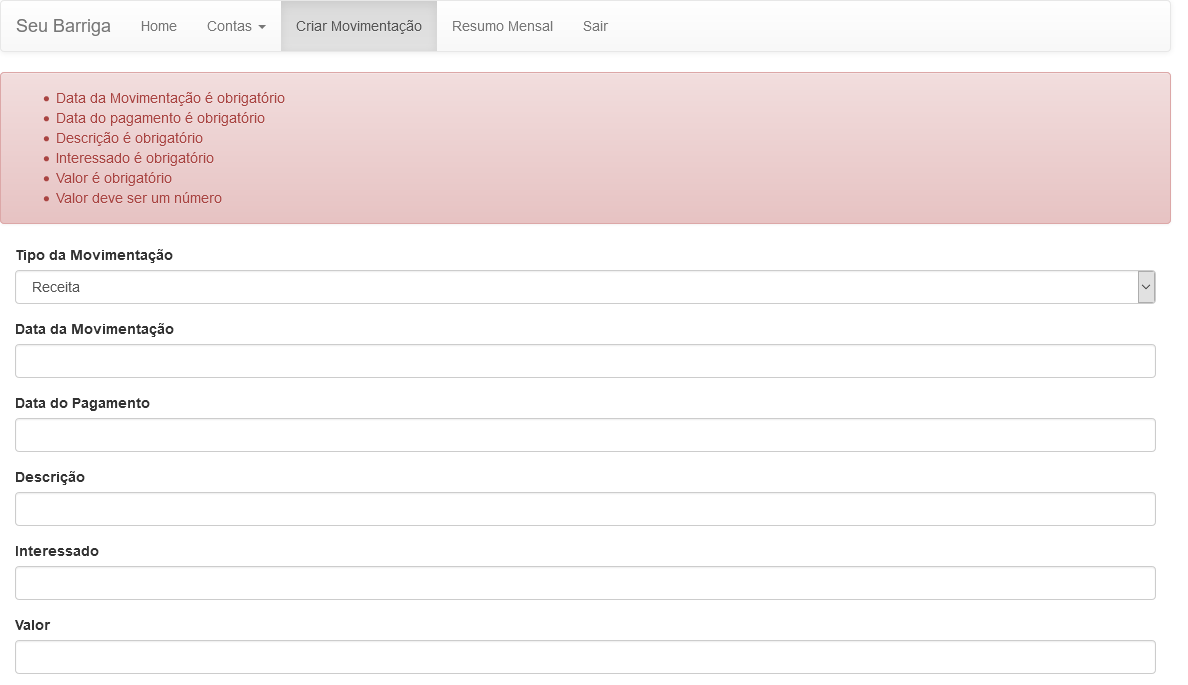 Seu Barriga Home Contas Criar Movimentação Resumo Mensal Sair
Data da Movimentação é obrigatório
Data do pagamento é obrigatório
Descrição é obrigatório
Interessado é obrigatório
Valor é obrigatório
Valor deve ser um número
Tipo da Movimentação
Receita
Data da Movimentação
Data do Pagamento
Descrição
Interessado
Valor